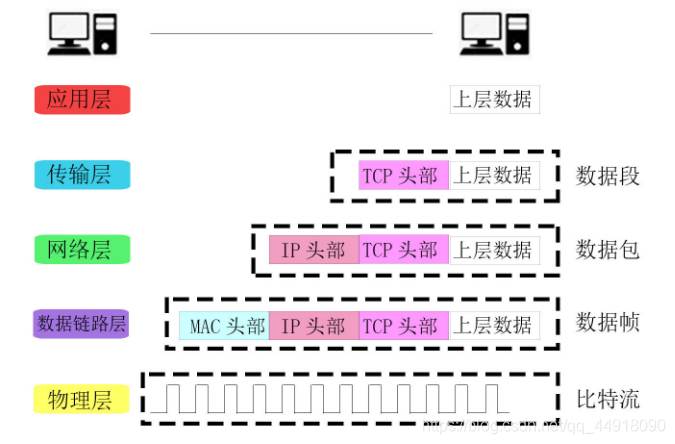 应用层 上层数据
传输层 TCP 头部 上层数据 数据段
网络层 IP 头部 TCP 头部 上层数据 数据包
数据链路层 MAC 头部 IP 头部 TCP 头部 上层数据 数据帧
物理层 比特流
https://blog.csdn.net/qq_44918090